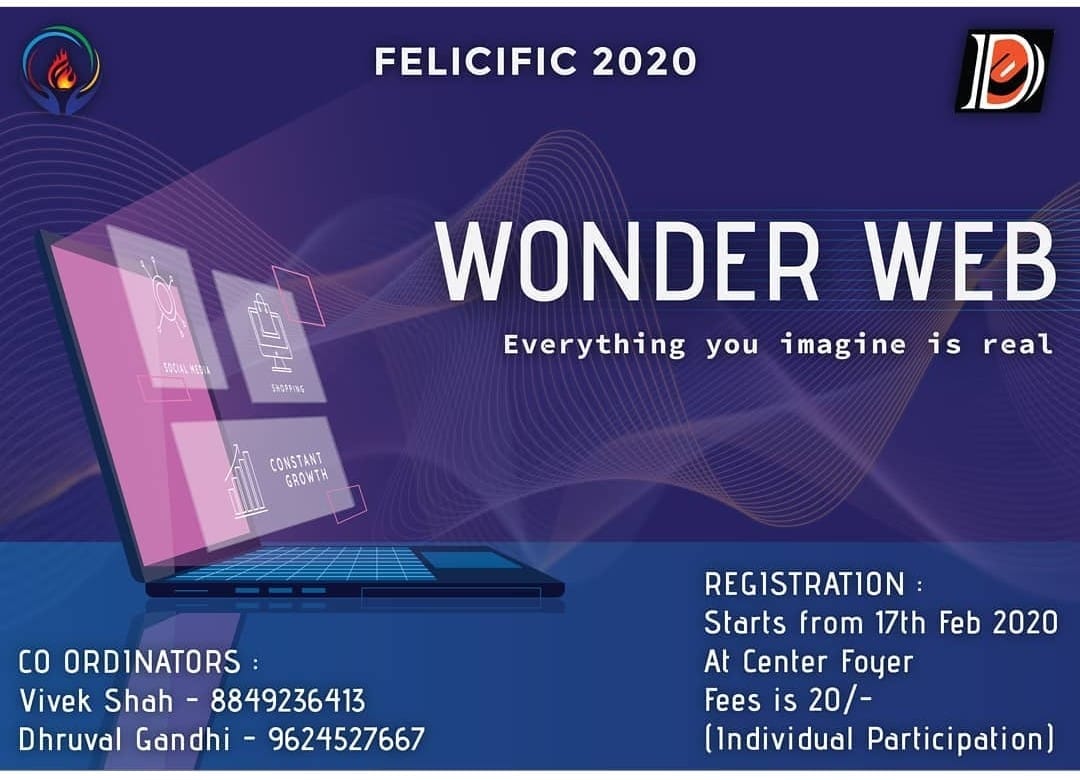 FELICIFIC 2020
WONDER WEB
Everything you imagine is real
SOCIAL MEDIA
SHOPPING
CONSTANT
GROWTH
REGISTRATION :
Starts from 17th Feb 2020
At Center Foyer
Fees is 20/-
(Individual Participation)
CO ORDINATORS :
Vivek Shah - 8849236413
Dhruval Gandhi - 9624527667